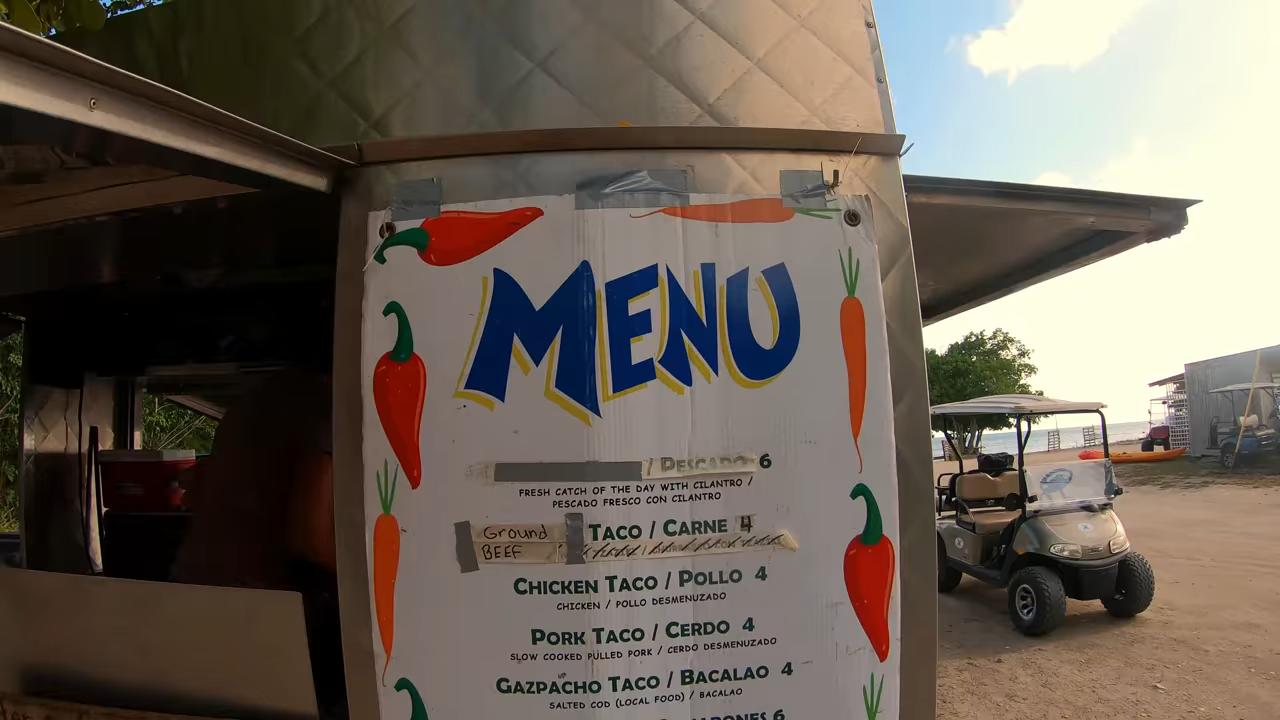 MENU
/ PESCADO 6
FRESH CATCH OF THE DAY WITH CILANTRO /
PESCADO FRESCO CON CILANTRO
Ground
BEEF
TACO / CARNE 4
CHICKEN TACO / POLLO 4
CHICKEN / POLLO DESMENUZADO
PORK TACO / CERDO 4
SLOW COOKED PULLED PORK / CERDO DESMENUZADO
GAZPACHO TACO / BACALAO 4
SALTED COD (LOCAL FOOD) / BACALAO